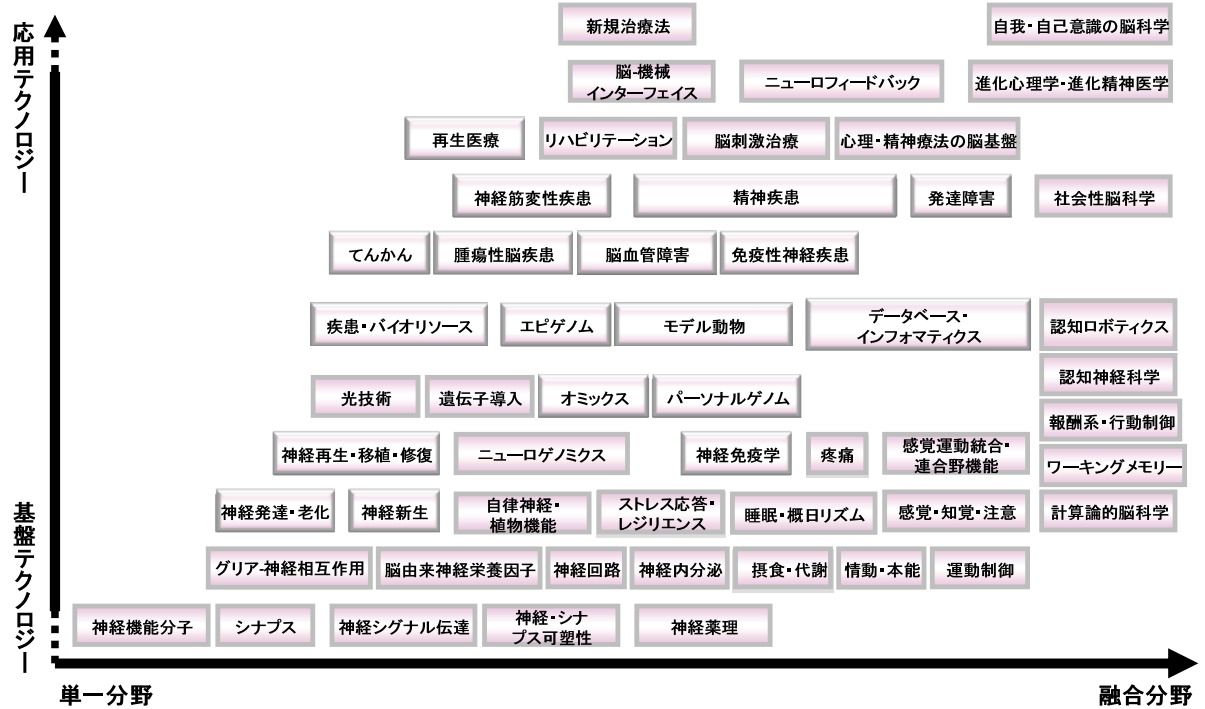 応用テクノロジー
新規治療法
自我・自己意識の脳科学
脳-機械
インターフェイス
ニューロフィードバック
進化心理学・進化精神医学
再生医療
リハビリテーション
脳刺激治療
心理・精神療法の脳基盤
神経筋変性疾患
精神疾患
発達障害
社会性脳科学
てんかん
腫瘍性脳疾患
脳血管障害
免疫性神経疾患
疾患・バイオリソース
エピゲノム
モデル動物
データベース・
インフォマティクス
認知ロボティクス
認知神経科学
光技術
遺伝子導入
オミックス
パーソナルゲノム
報酬系・行動制御
神経再生・移植・修復
ニューロゲノミクス
神経免疫学
疼痛
感覚運動統合・
連合野機能
ワーキングメモリー
基盤テクノロジー
神経発達・老化
神経新生
自律神経・
植物機能
ストレス応答・
レジリエンス
睡眠・概日リズム
感覚・知覚・注意
計算論的脳科学
グリア-神経相互作用
脳由来神経栄養因子
神経回路
神経内分泌
摂食・代謝
情動・本能
運動制御
神経機能分子
シナプス
神経シグナル伝達
神経・シナ
プス可塑性
神経薬理
単一分野
融合分野